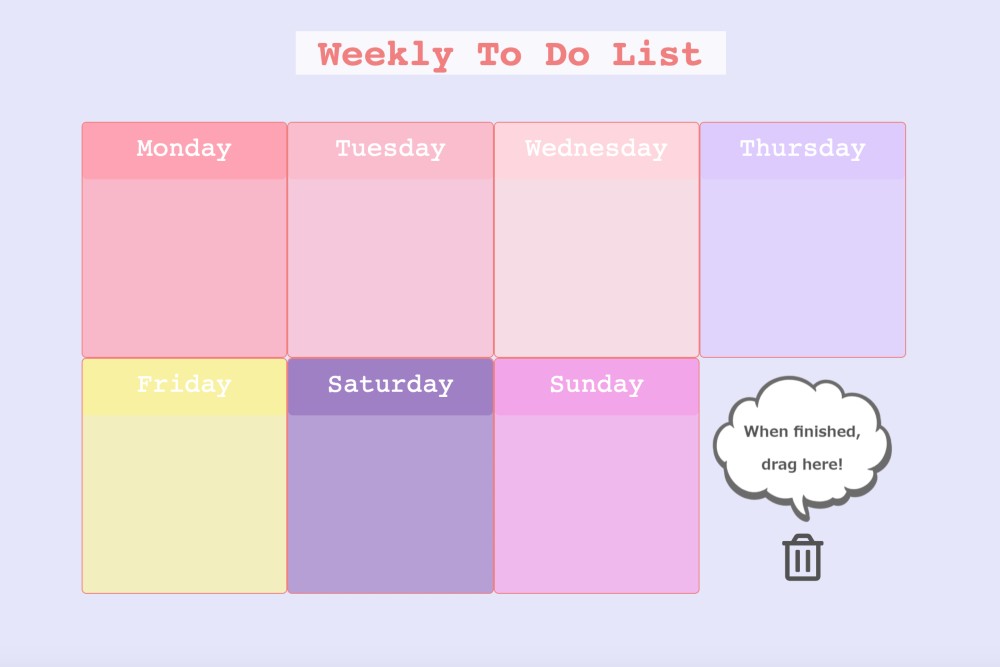 Weekly To Do List
Monday
Tuesday
Wednesday
Thursday
Friday
Saturday
Sunday
When finished,
drag here!